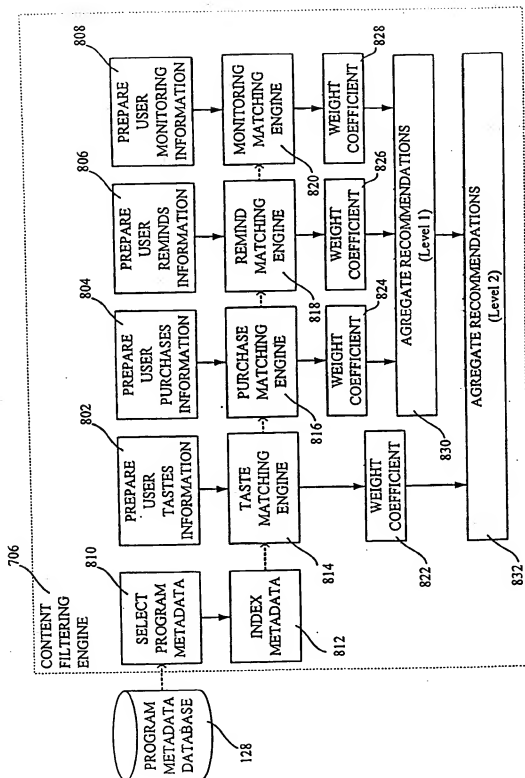 706
CONTENT
FILTERING
ENGINE
PROGRAM
METADATA
DATABASE
128
810
SELECT
PROGRAM
METADATA
INDEX
METADATA
812
802
PREPARE
USER
TASTES
INFORMATION
TASTE
MATCHING
ENGINE
814
WEIGHT
COEFFICIENT
822
804
PREPARE
USER
PURCHASES
INFORMATION
PURCHASE
MATCHING
ENGINE
816
WEIGHT
COEFFICIENT
824
806
PREPARE
USER
REMINDS
INFORMATION
REMIND
MATCHING
ENGINE
818
WEIGHT
COEFFICIENT
826
808
PREPARE
USER
MONITORING
INFORMATION
MONITORING
MATCHING
ENGINE
820
WEIGHT
COEFFICIENT
828
AGREGATE RECOMMENDATIONS
(Level 1)
830
AGREGATE RECOMMENDATIONS
(Level 2)
832